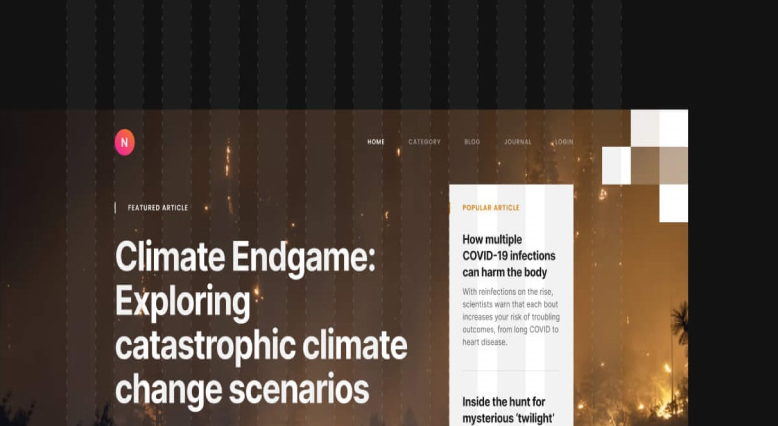 N
HOME CATEGORY BLOG JOURNAL LOGIN
FEATURED ARTICLE
Climate Endgame:
Exploring
catastrophic climate
change scenarios
POPULAR ARTICLE
How multiple
COVID-19 infections
can harm the body
With reinfections on the rise,
scientists warn that each bout
increases your risk of troubling
outcomes, from long COVID to
heart disease.
Inside the hunt for
mysterious 'twilight'